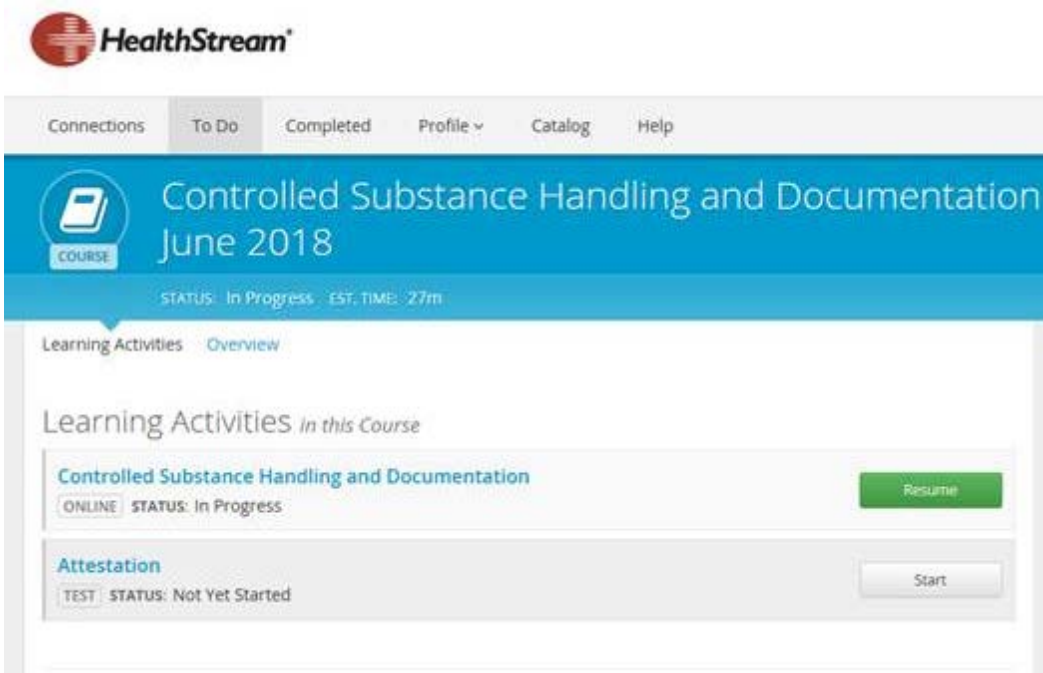 HealthStream®
Connections To Do Completed Profile Catalog Help
Controlled Substance Handling and Documentation
June 2018
COURSE
STATUS: In Progress EST. TIME: 27m
Learning Activities Overview
Learning Activities in this Course
Controlled Substance Handling and Documentation
Resume
ONLINE STATUS: In Progress
Attestation
Start
TEST STATUS: Not Yet Started